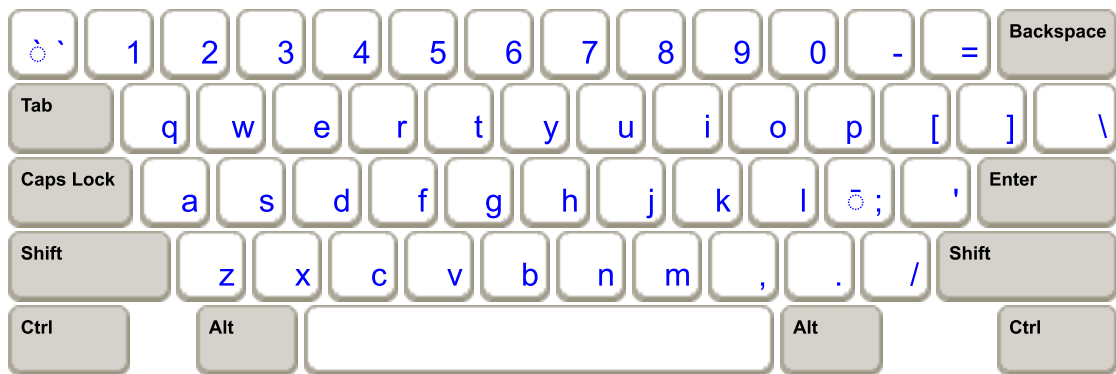 ◌̀ ` 1 2 3 4 5 6 7 8 9 0 - = Backspace
Tab q w e r t y u i o p [ ] \
Caps Lock a s d f g h j k l ◌̄ ; ' Enter
Shift z x c v b n m , . / Shift
Ctrl Alt Alt Ctrl